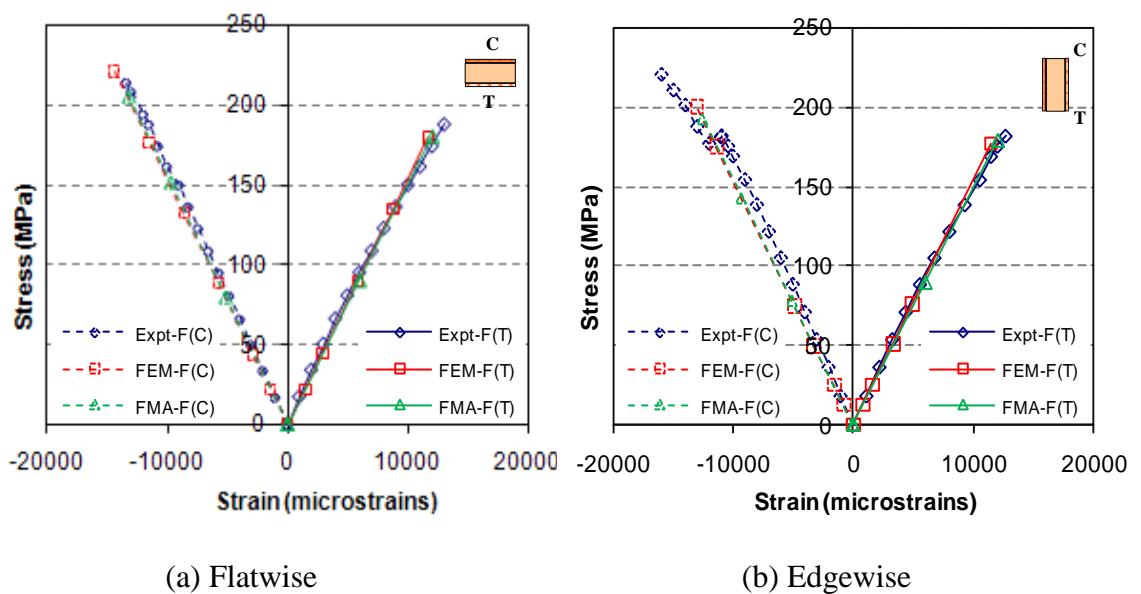 250
200
150
100
50
0
-20000 -10000 0 10000 20000
Stress (MPa)
Strain (microstrains)
C
T
Expt-F(C)
FEM-F(C)
FMA-F(C)
Expt-F(T)
FEM-F(T)
FMA-F(T)
(a) Flatwise
250
200
150
100
50
0
-20000 -10000 0 10000 20000
Stress (MPa)
Strain (microstrains)
C
T
Expt-F(C)
FEM-F(C)
FMA-F(C)
Expt-F(T)
FEM-F(T)
FMA-F(T)
(b) Edgewise